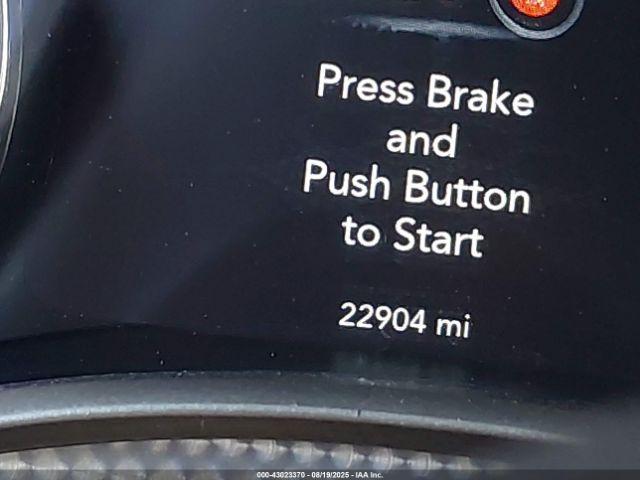 Press Brake
and
Push Button
to Start
22904 mi
000-43023370 - 08/19/2025 - IAA Inc.